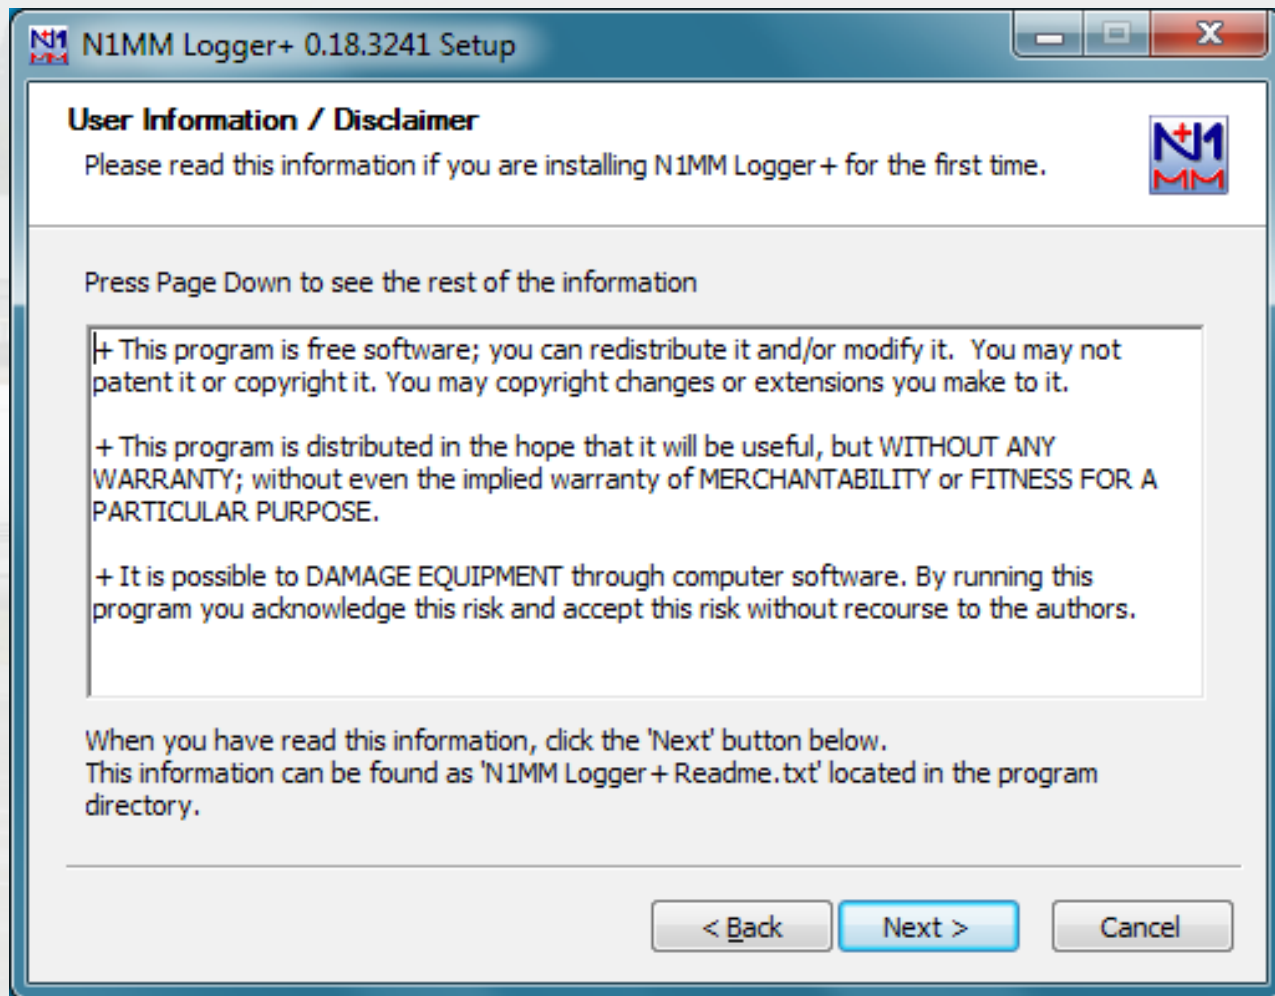 N1MM Logger+ 0.18.3241 Setup
User Information / Disclaimer
Please read this information if you are installing N1MM Logger+ for the first time.
N+1
MM
Press Page Down to see the rest of the information
+ This program is free software; you can redistribute it and/or modify it.  You may not
patent it or copyright it. You may copyright changes or extensions you make to it.
+ This program is distributed in the hope that it will be useful, but WITHOUT ANY
WARRANTY; without even the implied warranty of MERCHANTABILITY or FITNESS FOR A
PARTICULAR PURPOSE.
+ It is possible to DAMAGE EQUIPMENT through computer software. By running this
program you acknowledge this risk and accept this risk without recourse to the authors.
When you have read this information, click the 'Next' button below.
This information can be found as 'N1MM Logger+ Readme.txt' located in the program
directory.
< Back
Next >
Cancel